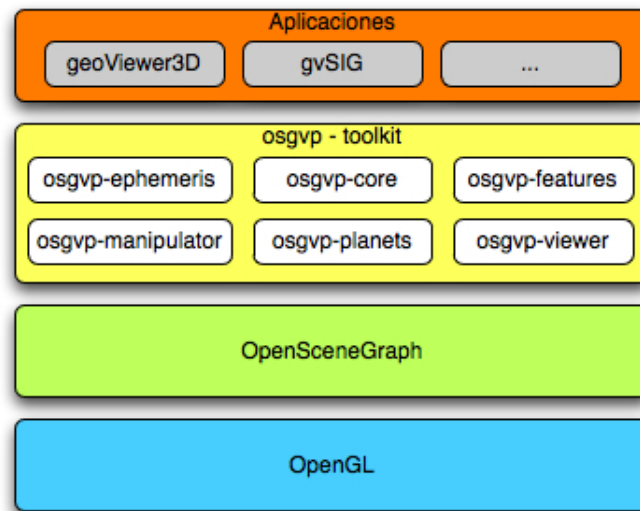 Aplicaciones
geoViewer3D gvSIG ...
osgvp - toolkit
osgvp-ephemeris osgvp-core osgvp-features
osgvp-manipulator osgvp-planets osgvp-viewer
OpenSceneGraph
OpenGL